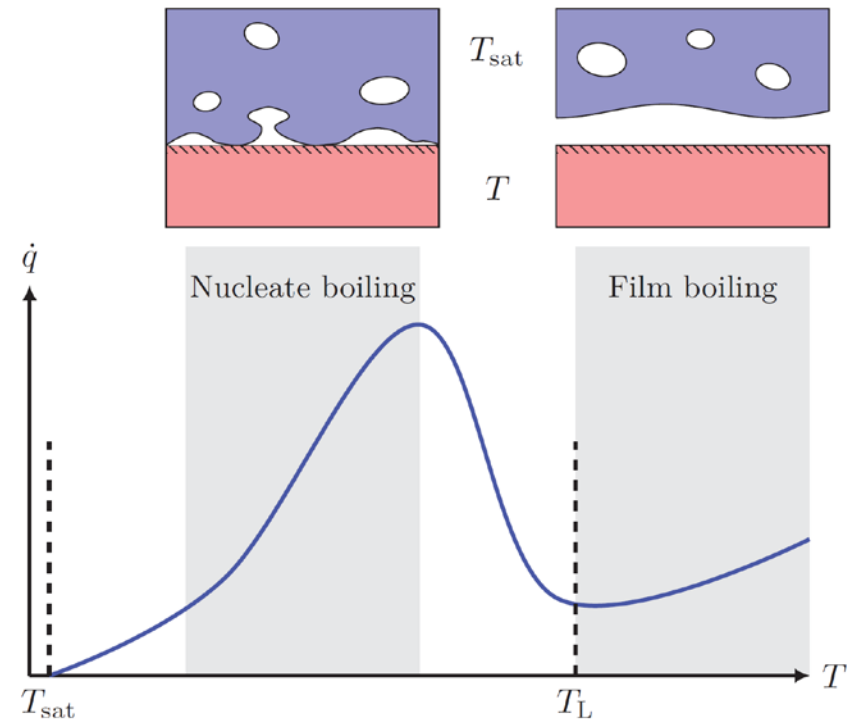 T_sat
T
q̇
Nucleate boiling
Film boiling
T
T_sat
T_L